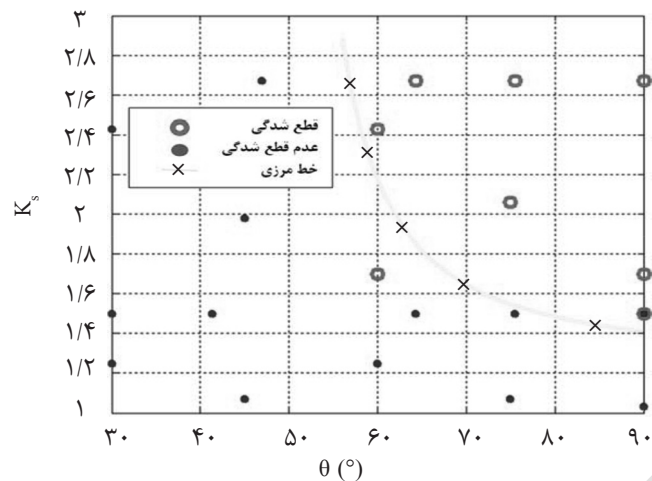 ۳
۲/۸
۲/۶
۲/۴
۲/۲
۲
۱/۸
۱/۶
۱/۴
۱/۲
۱
Kₛ
قطع شدگی
عدم قطع شدگی
خط مرزی
۳۰ ۴۰ ۵۰ ۶۰ ۷۰ ۸۰ ۹۰
θ (°)